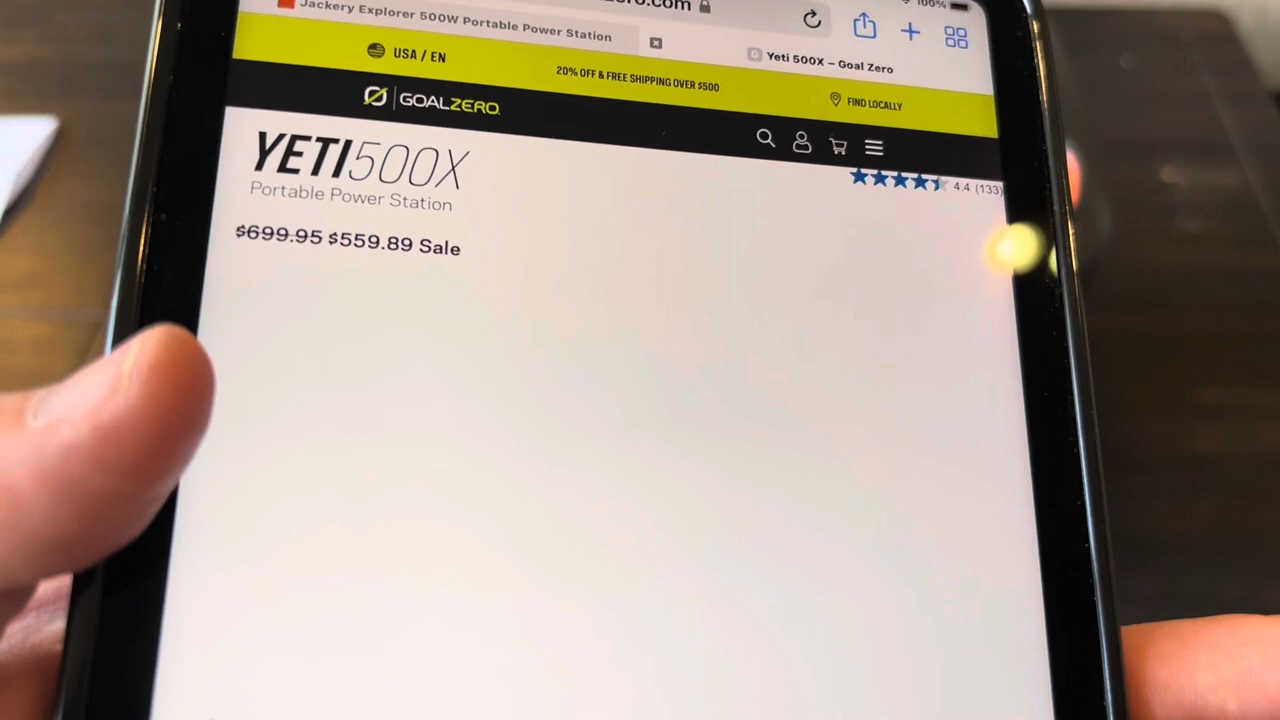 100%
Jackery Explorer 500W Portable Power Station
Yeti 500X – Goal Zero
USA / EN
20% OFF & FREE SHIPPING OVER $500
FIND LOCALLY
GOALZERO.
YETI500X
4.4 (133)
Portable Power Station
$699.95 $559.89 Sale